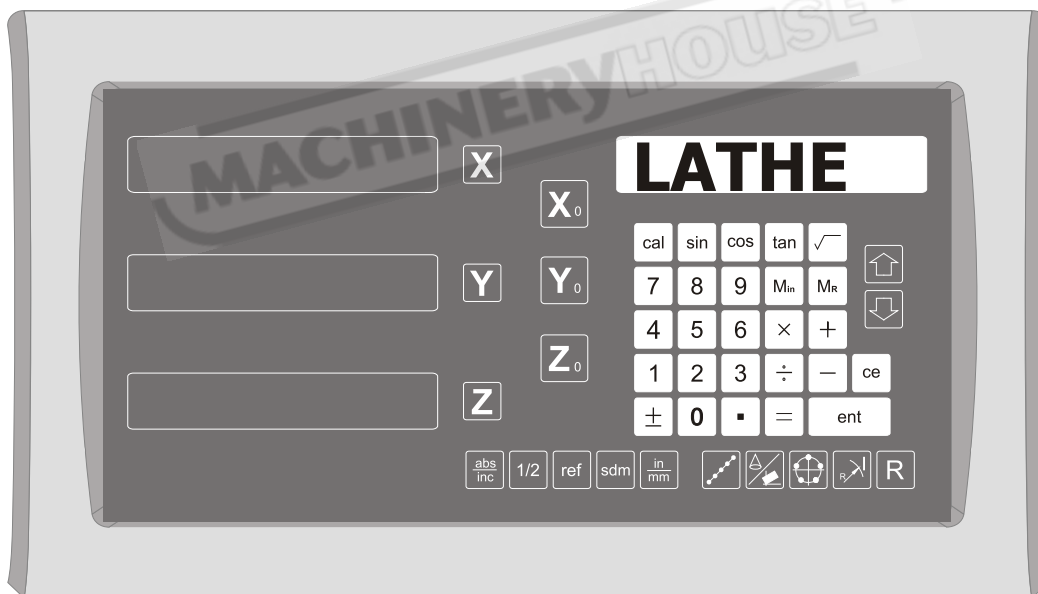 MACHINERYHOUSE
X
X0
LATHE
cal sin cos tan √
7 8 9 Min MR
Y
Y0
4 5 6 × +
Z0
1 2 3 ÷ − ce
Z
± 0 . = ent
abs
inc
1/2 ref sdm
in
mm
R
R